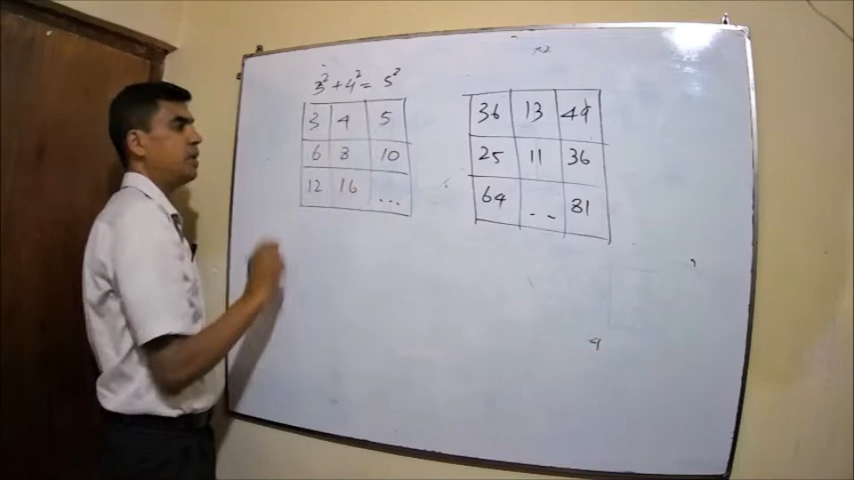 3² + 4² = 5²
3 4 5
6 8 10
12 16 ...
36 13 49
25 11 36
64 -- 81